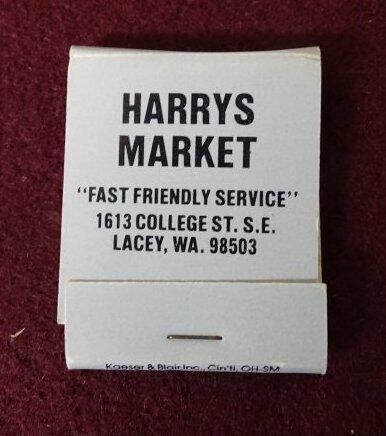 HARRYS
MARKET
"FAST FRIENDLY SERVICE"
1613 COLLEGE ST. S.E.
LACEY, WA. 98503
Kaeser & Blair Inc., Cin'ti, OH-SM